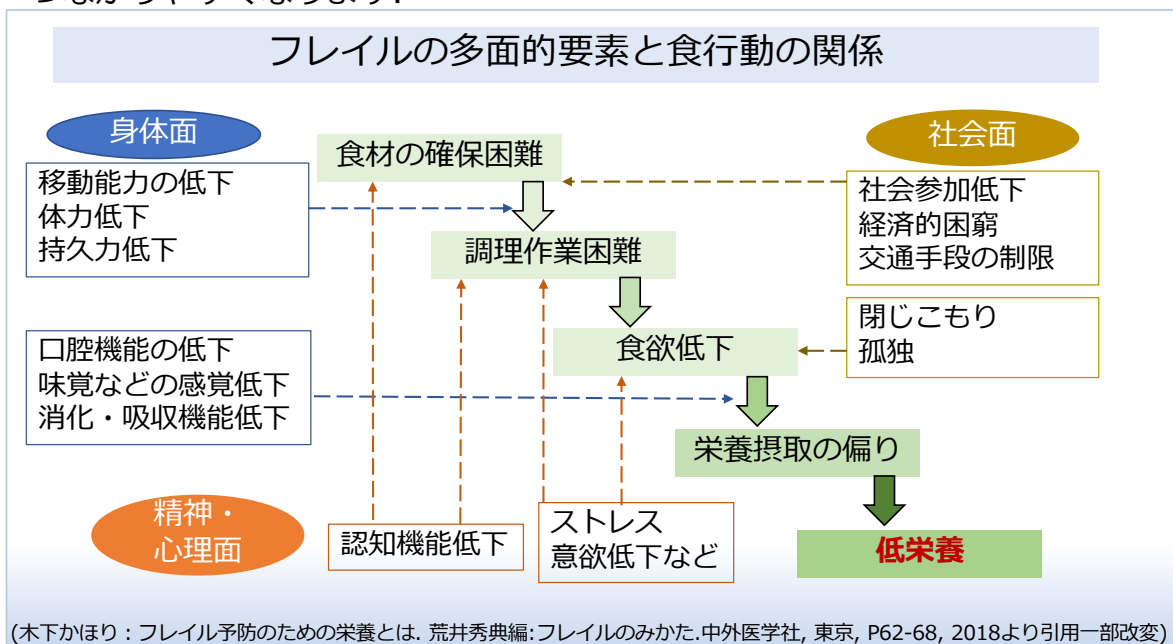 フレイルの多面的要素と食行動の関係
身体面
移動能力の低下
体力低下
持久力低下
口腔機能の低下
味覚などの感覚低下
消化・吸収機能低下
食材の確保困難
調理作業困難
食欲低下
栄養摂取の偏り
低栄養
社会面
社会参加低下
経済的困窮
交通手段の制限
閉じこもり
孤独
精神・
心理面
認知機能低下
ストレス
意欲低下など
(木下かほり：フレイル予防のための栄養とは. 荒井秀典編:フレイルのみかた.中外医学社, 東京, P62-68, 2018より引用一部改変)